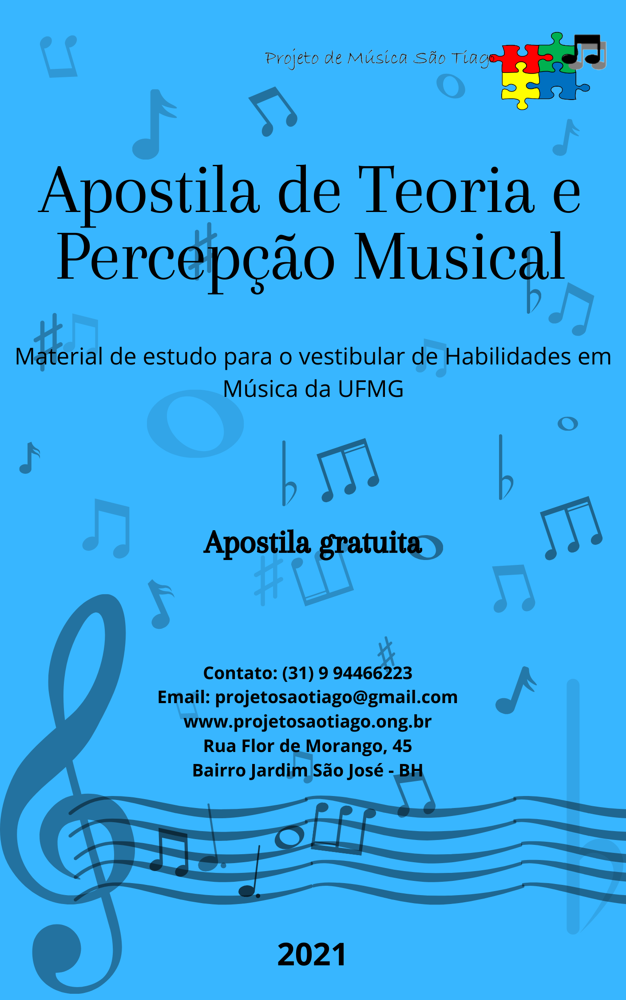 Projeto de Música São Tiago
Apostila de Teoria e
Percepção Musical
Material de estudo para o vestibular de Habilidades em
Música da UFMG
Apostila gratuita
Contato: (31) 9 94466223
Email: projetosaotiago@gmail.com
www.projetosaotiago.ong.br
Rua Flor de Morango, 45
Bairro Jardim São José - BH
2021